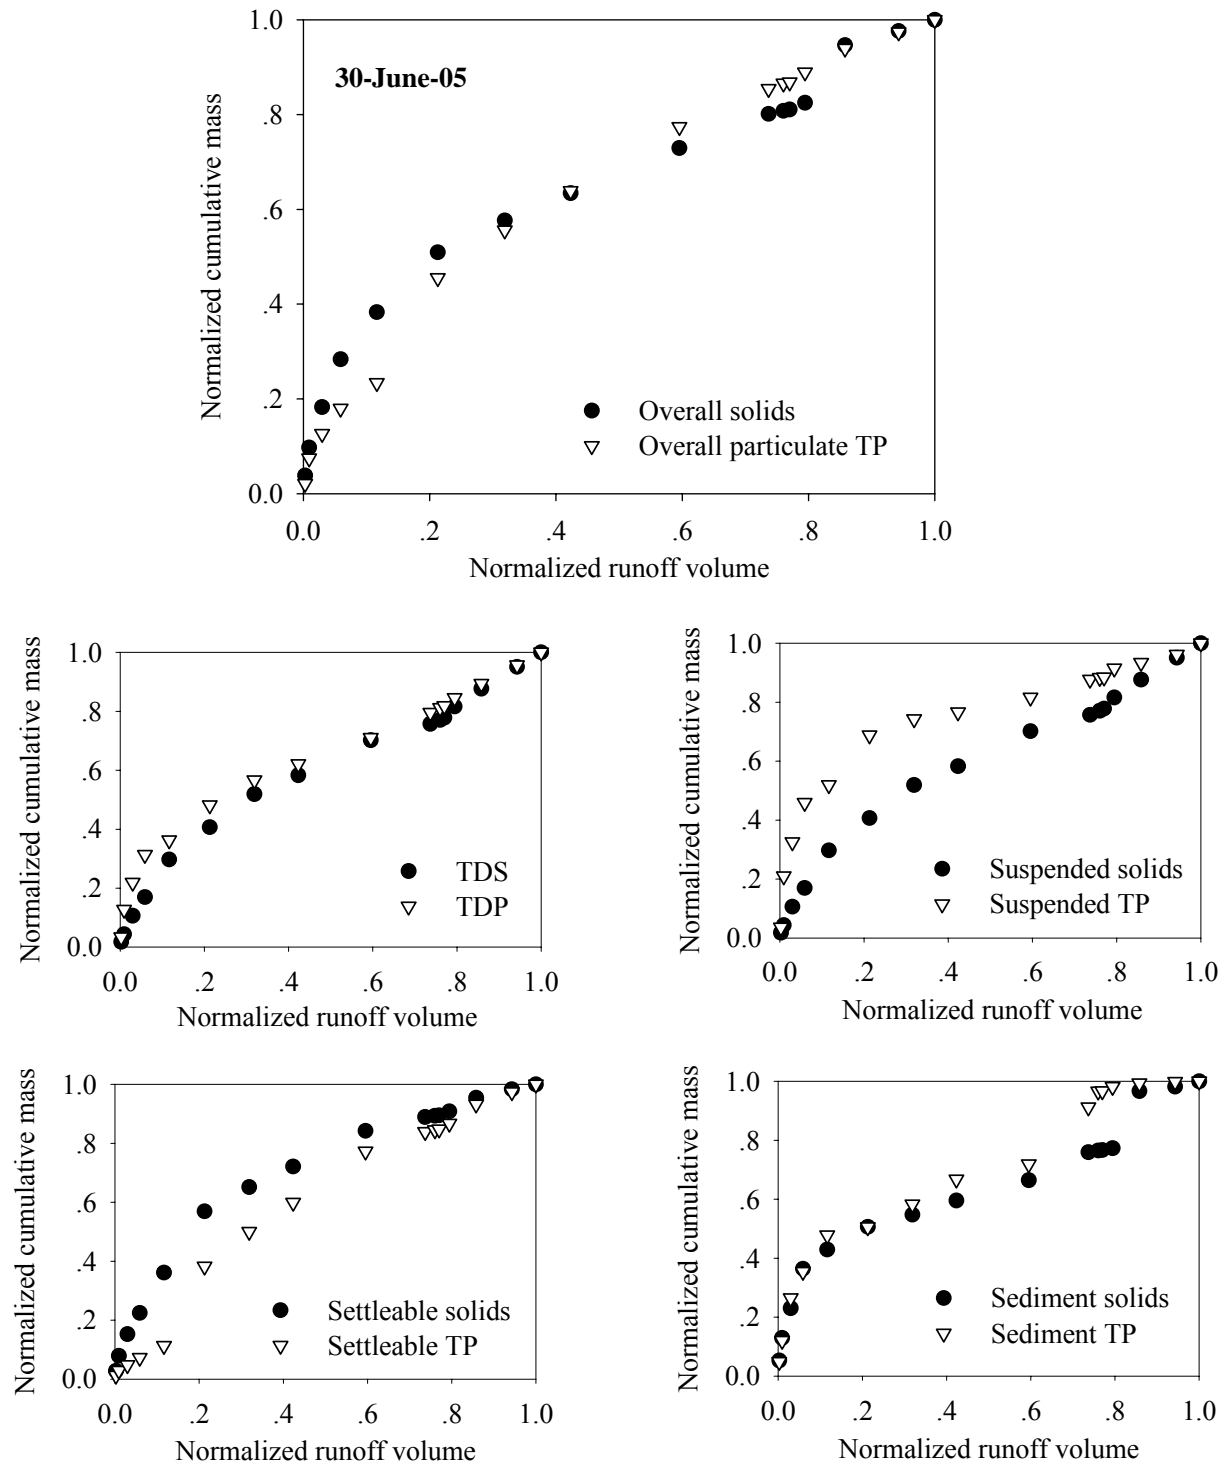 Normalized cumulative mass
1.0
.8
.6
.4
.2
0.0
30-June-05
Overall solids
Overall particulate TP
0.0 .2 .4 .6 .8 1.0
Normalized runoff volume
Normalized cumulative mass
1.0
.8
.6
.4
.2
0.0
TDS
TDP
0.0 .2 .4 .6 .8 1.0
Normalized runoff volume
Normalized cumulative mass
1.0
.8
.6
.4
.2
0.0
Suspended solids
Suspended TP
0.0 .2 .4 .6 .8 1.0
Normalized runoff volume
Normalized cumulative mass
1.0
.8
.6
.4
.2
0.0
Settleable solids
Settleable TP
0.0 .2 .4 .6 .8 1.0
Normalized runoff volume
Normalized cumulative mass
1.0
.8
.6
.4
.2
0.0
Sediment solids
Sediment TP
0.0 .2 .4 .6 .8 1.0
Normalized runoff volume